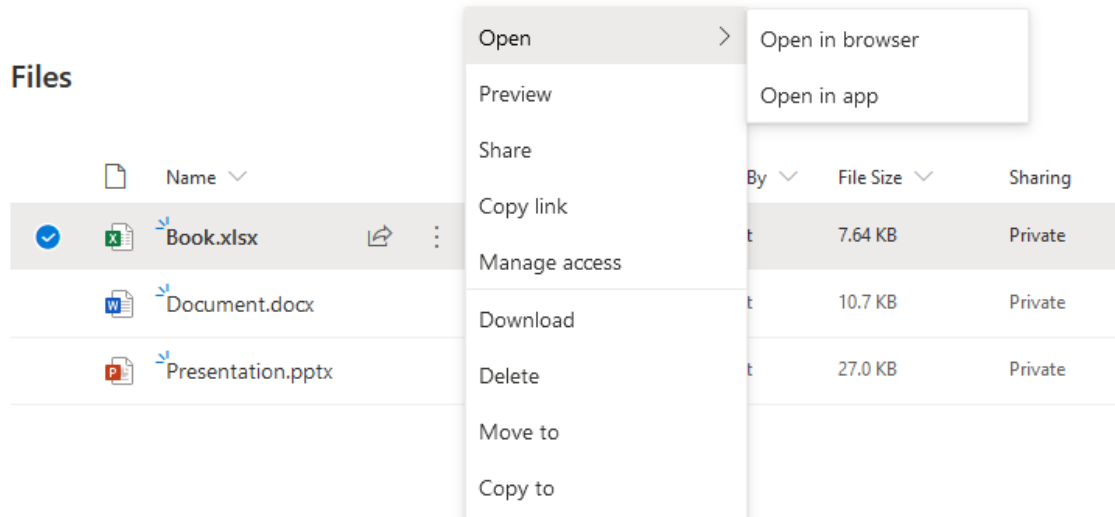 Open
Open in browser
Files
Preview
Open in app
Share
Name
By
File Size
Sharing
Copy link
Book.xlsx
7.64 KB
Private
Manage access
Document.docx
10.7 KB
Private
Download
Presentation.pptx
27.0 KB
Private
Delete
Move to
Copy to